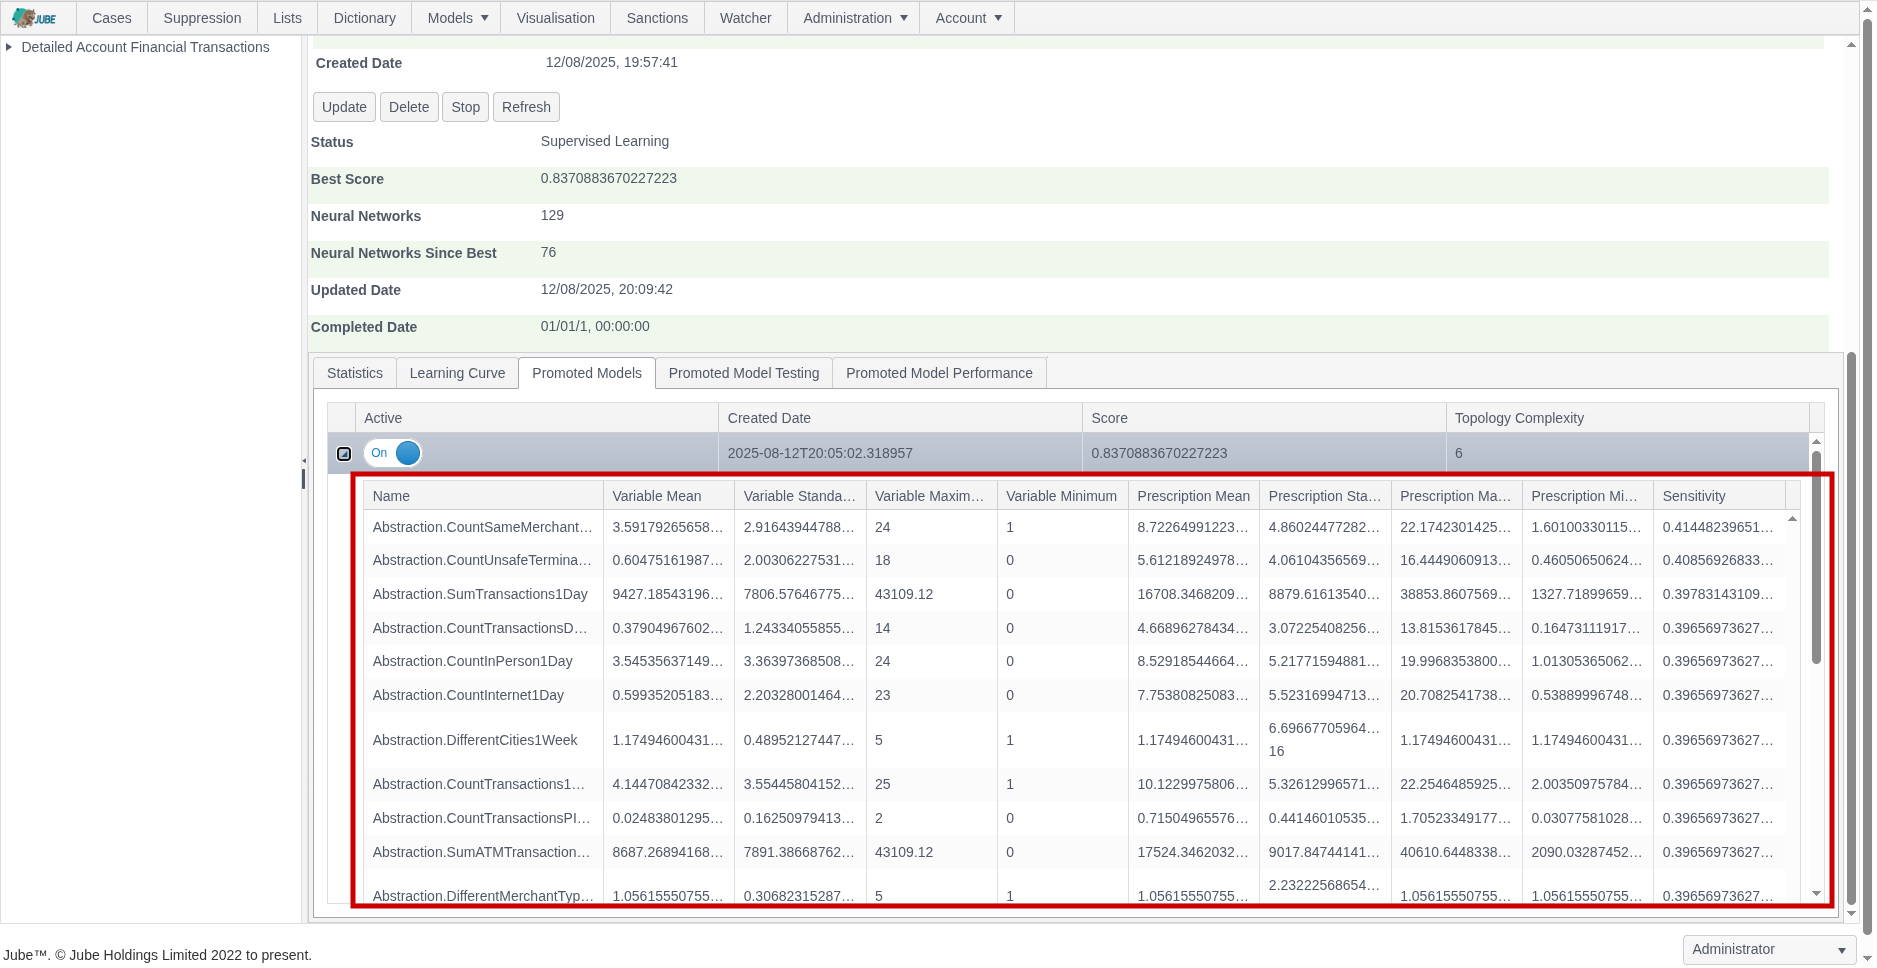 JUBE Cases Suppression Lists Dictionary Models Visualisation Sanctions Watcher Administration Account
Detailed Account Financial Transactions
Created Date 12/08/2025, 19:57:41
Update Delete Stop Refresh
Status Supervised Learning
Best Score 0.8370883670227223
Neural Networks 129
Neural Networks Since Best 76
Updated Date 12/08/2025, 20:09:42
Completed Date 01/01/1, 00:00:00
Statistics Learning Curve Promoted Models Promoted Model Testing Promoted Model Performance
Active Created Date Score Topology Complexity
On 2025-08-12T20:05:02.318957 0.8370883670227223 6
Name Variable Mean Variable Standa… Variable Maxim… Variable Minimum Prescription Mean Prescription Sta… Prescription Ma… Prescription Mi… Sensitivity
Abstraction.CountSameMerchant… 3.59179265658… 2.91643944788… 24 1 8.72264991223… 4.86024477282… 22.1742301425… 1.60100330115… 0.41448239651…
Abstraction.CountUnsafeTermina… 0.60475161987… 2.00306227531… 18 0 5.61218924978… 4.06104356569… 16.4449060913… 0.46050650624… 0.40856926833…
Abstraction.SumTransactions1Day 9427.18543196… 7806.57646775… 43109.12 0 16708.3468209… 8879.61613540… 38853.8607569… 1327.71899659… 0.39783143109…
Abstraction.CountTransactionsD… 0.37904967602… 1.24334055855… 14 0 4.66896278434… 3.07225408256… 13.8153617845… 0.16473111917… 0.39656973627…
Abstraction.CountInPerson1Day 3.54535637149… 3.36397368508… 24 0 8.52918544664… 5.21771594881… 19.9968353800… 1.01305365062… 0.39656973627…
Abstraction.CountInternet1Day 0.59935205183… 2.20328001464… 23 0 7.75380825083… 5.52316994713… 20.7082541738… 0.53889996748… 0.39656973627…
Abstraction.DifferentCities1Week 1.17494600431… 0.48952127447… 5 1 1.17494600431… 6.69667705964… 1.17494600431… 1.17494600431… 0.39656973627…
16
Abstraction.CountTransactions1… 4.14470842332… 3.55445804152… 25 1 10.1229975806… 5.32612996571… 22.2546485925… 2.00350975784… 0.39656973627…
Abstraction.CountTransactionsPI… 0.02483801295… 0.16250979413… 2 0 0.71504965576… 0.44146010535… 1.70523349177… 0.03077581028… 0.39656973627…
Abstraction.SumATMTransaction… 8687.26894168… 7891.38668762… 43109.12 0 17524.3462032… 9017.84744141… 40610.6448338… 2090.03287452… 0.39656973627…
Abstraction.DifferentMerchantTyp… 1.05615550755… 0.30682315287… 5 1 1.05615550755… 2.23222568654… 1.05615550755… 1.05615550755… 0.39656973627…
Administrator
Jube™. © Jube Holdings Limited 2022 to present.